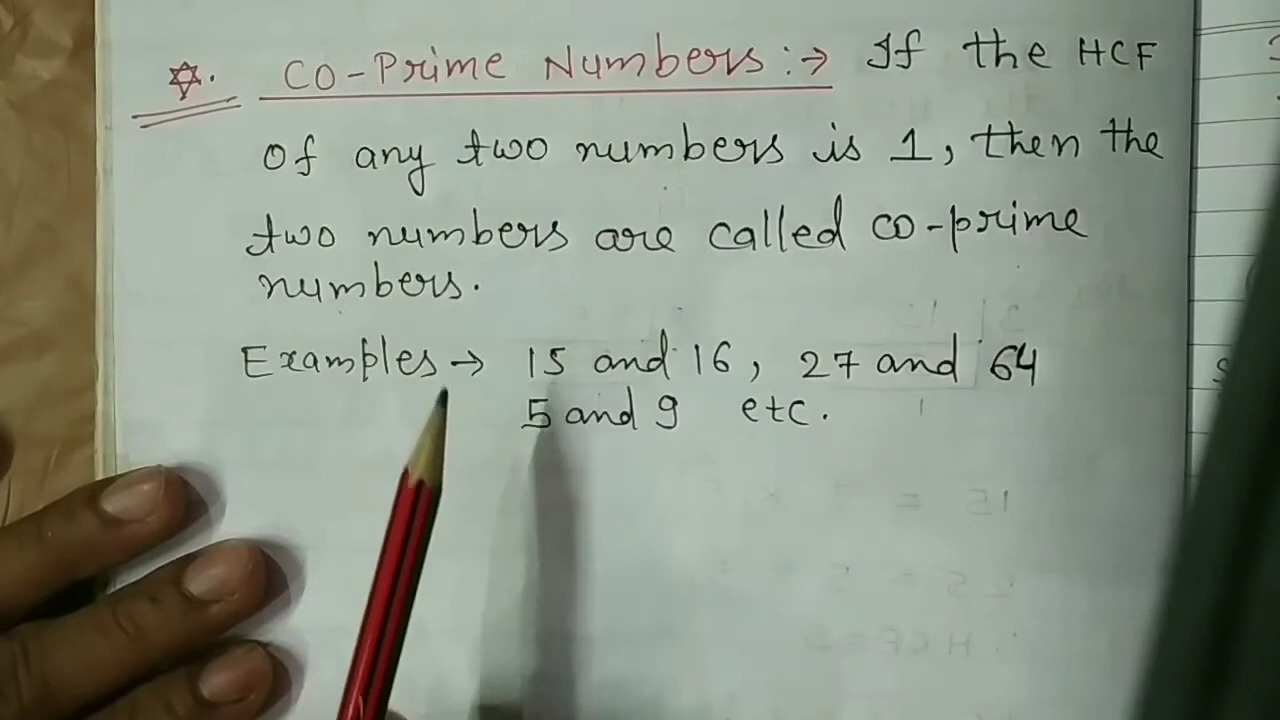 CO-Prime Numbers:→ If the HCF
of any two numbers is 1, then the
two numbers are called co-prime
numbers.
Examples→ 15 and 16, 27 and 64
5 and 9 etc.